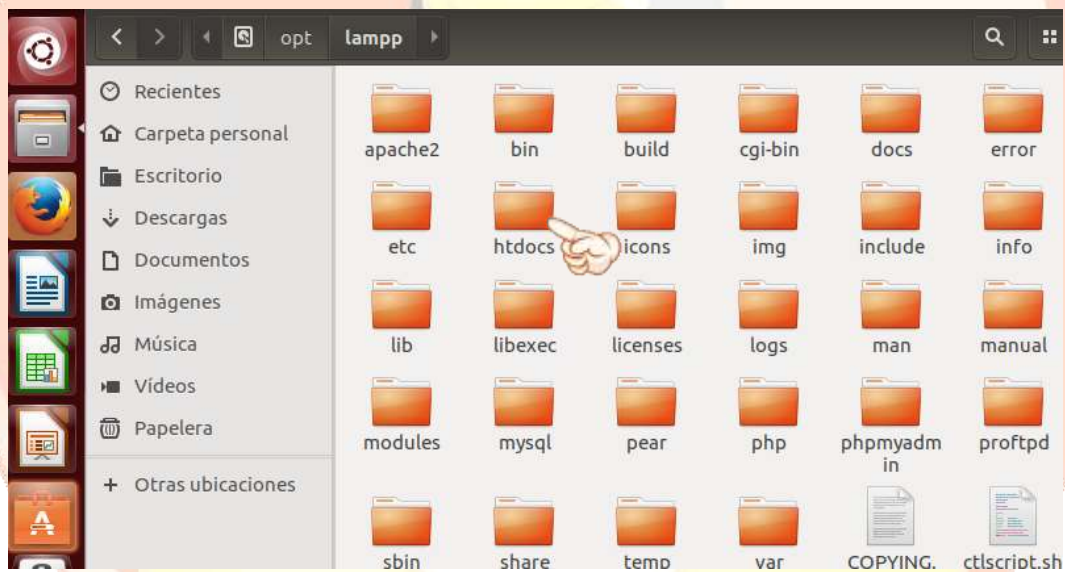 opt lampp
Recientes
Carpeta personal
Escritorio
Descargas
Documentos
Imágenes
Música
Vídeos
Papelera
+ Otras ubicaciones
apache2 bin build cgi-bin docs error
etc htdocs icons img include info
lib libexec licenses logs man manual
modules mysql pear php phpmyadm proftpd
in
sbin share temp var COPYING. ctlscript.sh